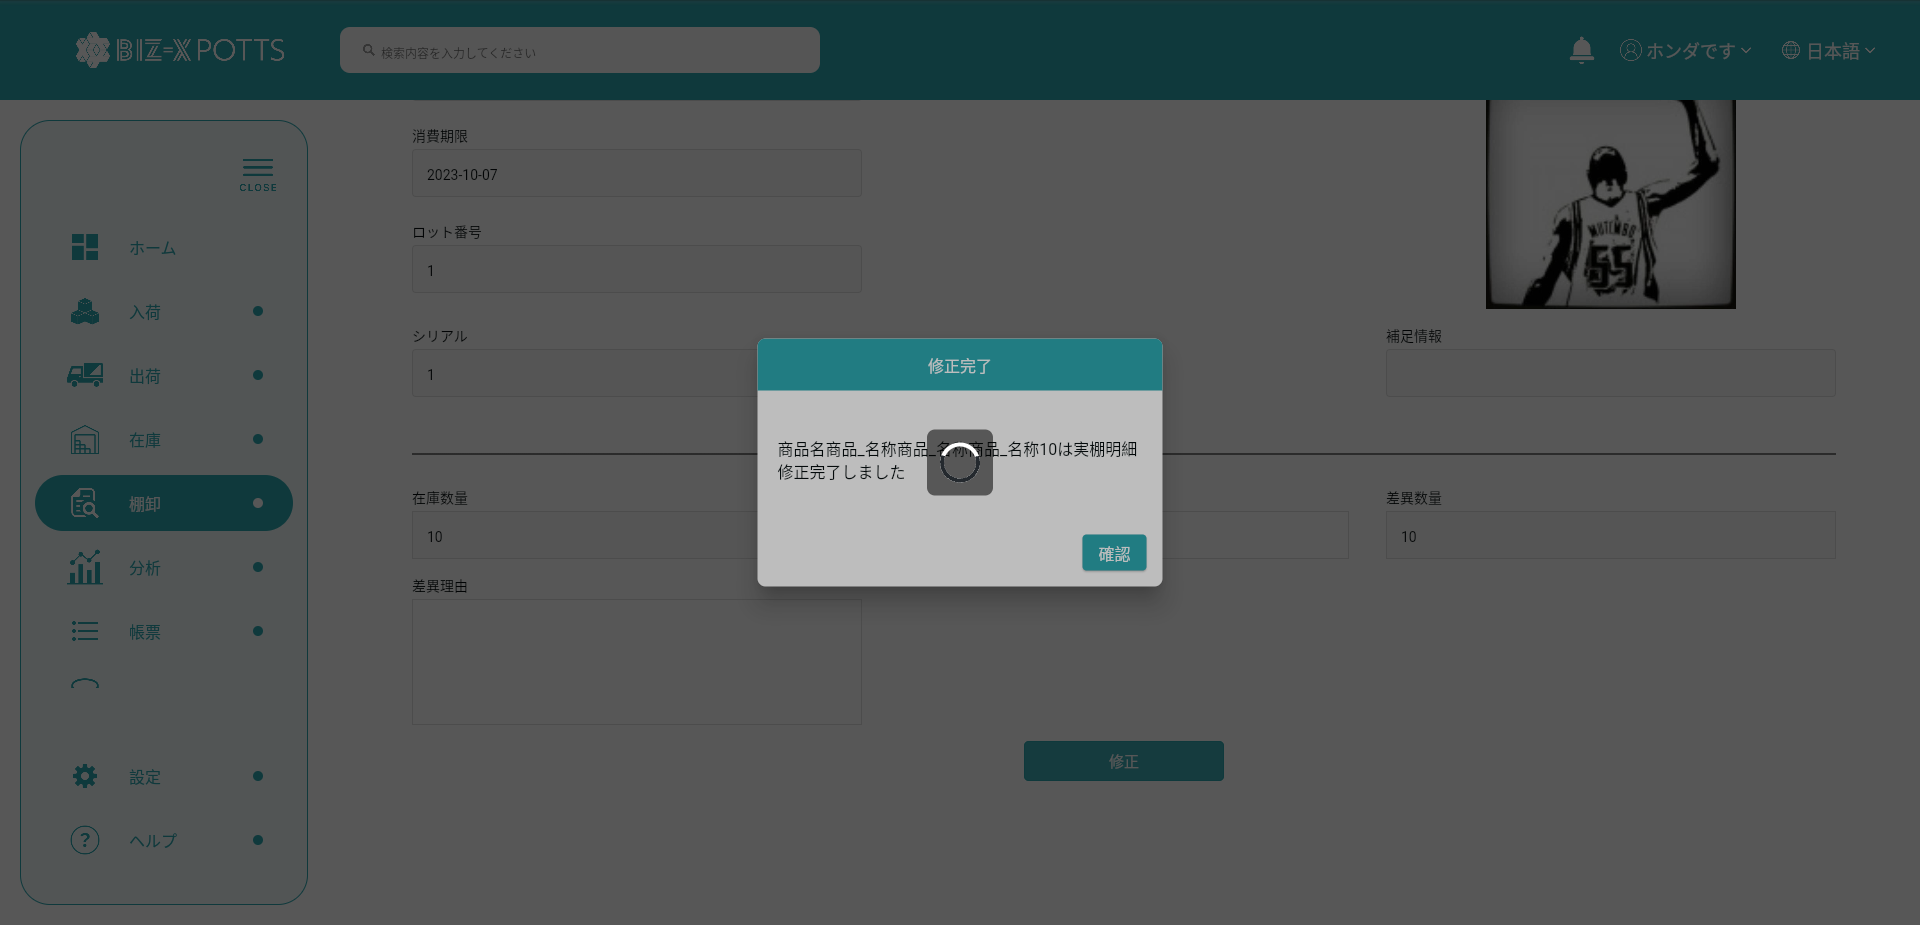 BIZ-X POTTS
検索内容を入力してください
ホンダです
日本語
CLOSE
ホーム
入荷
出荷
在庫
棚卸
分析
帳票
設定
ヘルプ
消費期限
2023-10-07
ロット番号
1
シリアル
1
MUTOMBO
55
補足情報
修正完了
商品名商品_名称商品_名称商品_名称10は実棚明細
修正完了しました
確認
在庫数量
10
差異数量
10
差異理由
修正